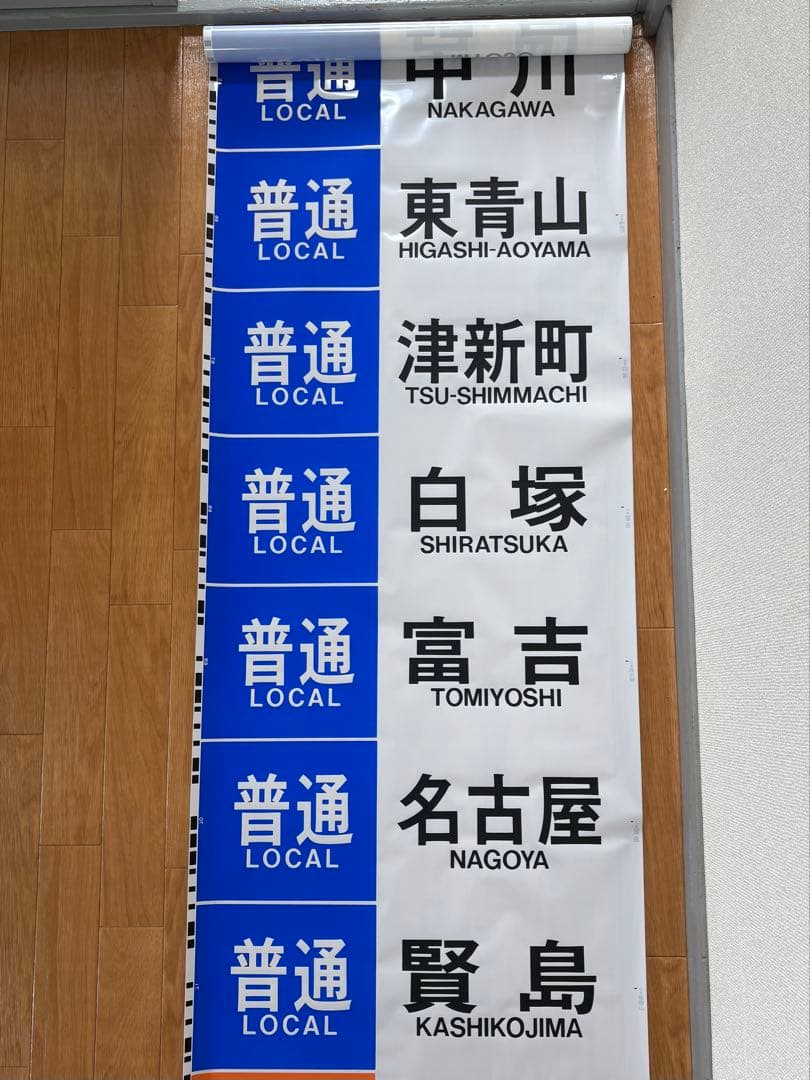 普通 中川
LOCAL NAKAGAWA
普通 東青山
LOCAL HIGASHI-AOYAMA
普通 津新町
LOCAL TSU-SHIMMACHI
普通 白塚
LOCAL SHIRATSUKA
普通 富吉
LOCAL TOMIYOSHI
普通 名古屋
LOCAL NAGOYA
普通 賢島
LOCAL KASHIKOJIMA